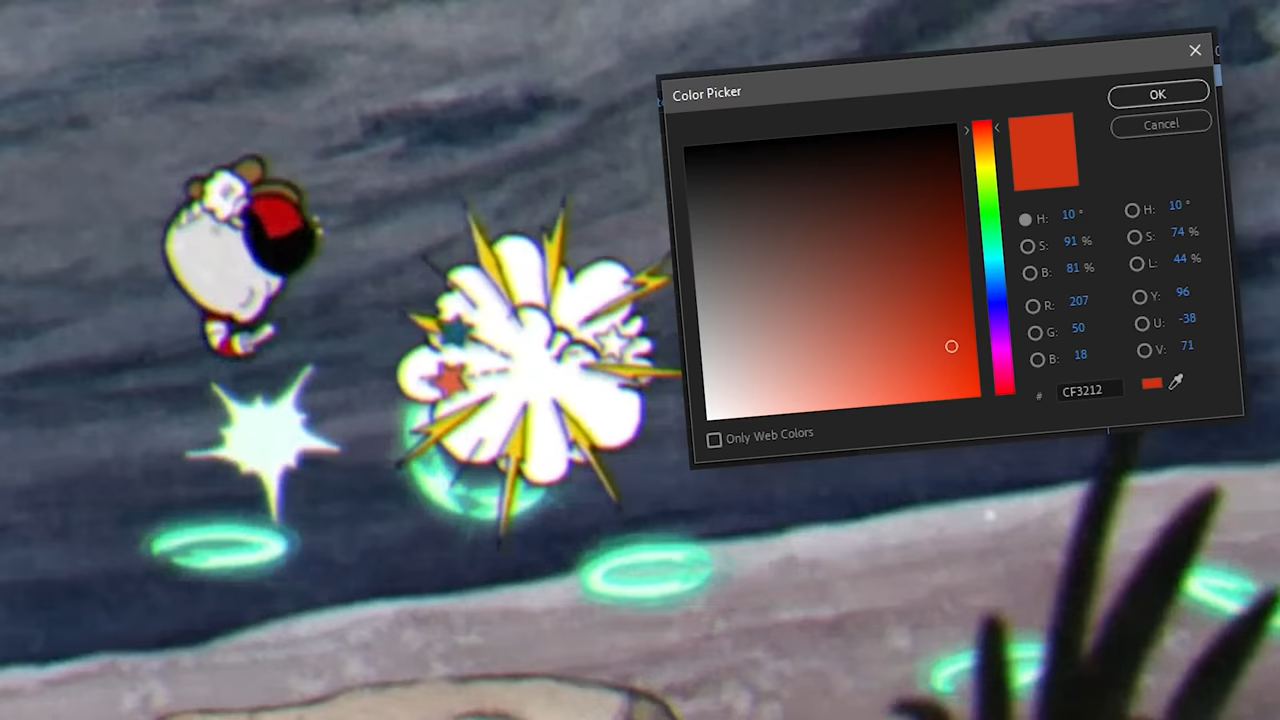 Color Picker
OK
Cancel
H: 10 °
S: 91 %
B: 81 %
R: 207
G: 50
B: 18
H: 10 °
S: 74 %
L: 44 %
Y: 96
U: -38
V: 71
# CF3212
Only Web Colors